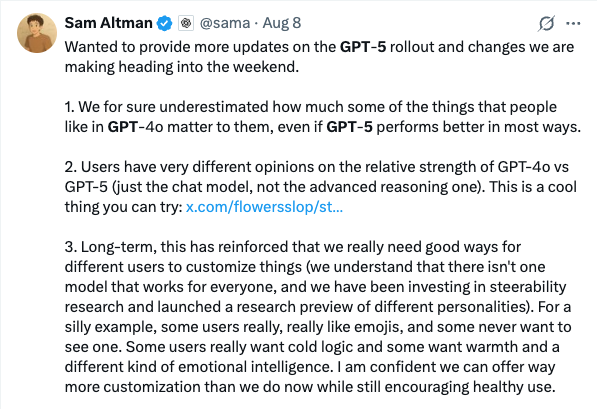 Sam Altman @sama · Aug 8
Wanted to provide more updates on the GPT-5 rollout and changes we are
making heading into the weekend.
1. We for sure underestimated how much some of the things that people
like in GPT-4o matter to them, even if GPT-5 performs better in most ways.
2. Users have very different opinions on the relative strength of GPT-4o vs
GPT-5 (just the chat model, not the advanced reasoning one). This is a cool
thing you can try: x.com/flowersslop/st...
3. Long-term, this has reinforced that we really need good ways for
different users to customize things (we understand that there isn't one
model that works for everyone, and we have been investing in steerability
research and launched a research preview of different personalities). For a
silly example, some users really, really like emojis, and some never want to
see one. Some users really want cold logic and some want warmth and a
different kind of emotional intelligence. I am confident we can offer way
more customization than we do now while still encouraging healthy use.